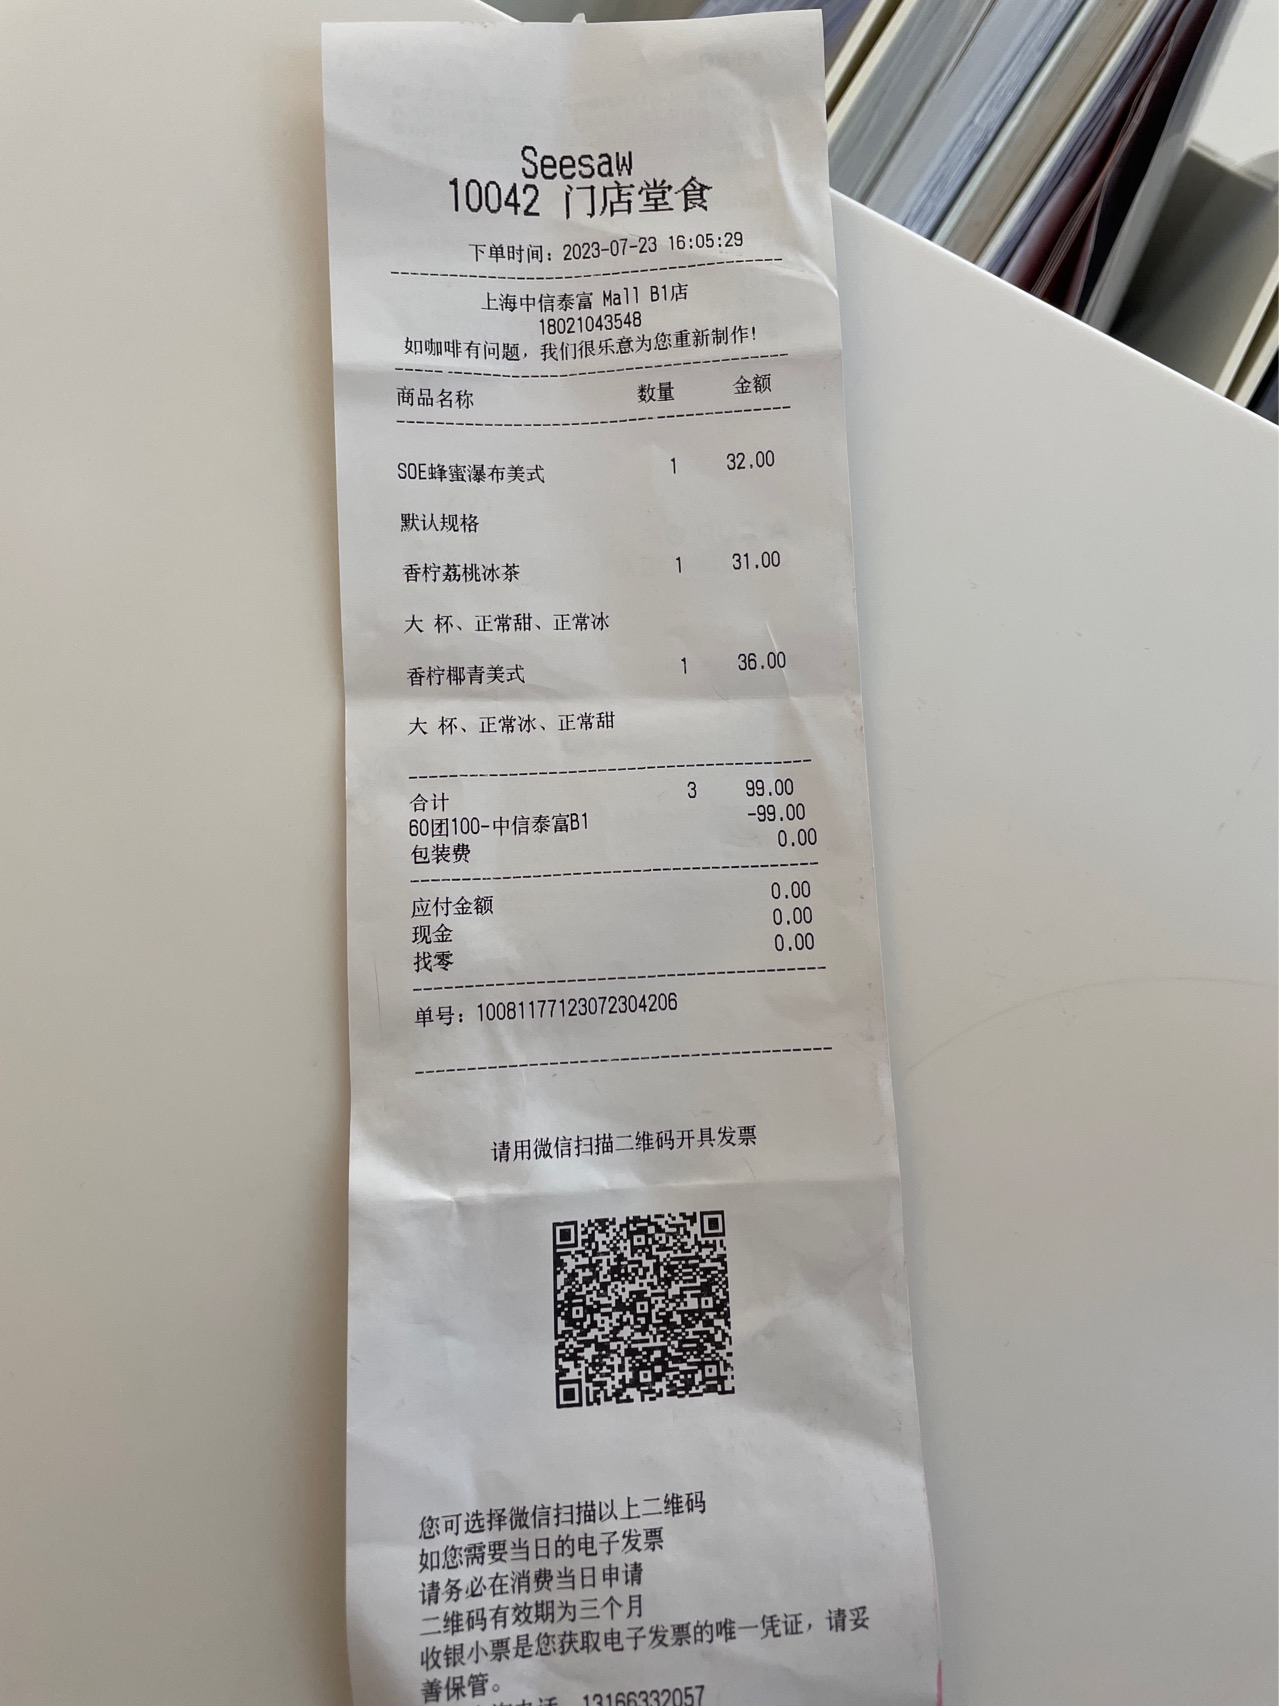 Seesaw
10042 门店堂食
下单时间：2023-07-23 16:05:29
上海中信泰富 Mall B1店
18021043548
如咖啡有问题，我们很乐意为您重新制作！
商品名称 数量 金额
SOE蜂蜜瀑布美式 1 32.00
默认规格
香柠荔桃冰茶 1 31.00
大 杯、正常甜、正常冰
香柠椰青美式 1 36.00
大 杯、正常冰、正常甜
合计 3 99.00
60团100-中信泰富B1 -99.00
包装费 0.00
应付金额 0.00
现金 0.00
找零 0.00
单号：10081177123072304206
请用微信扫描二维码开具发票
您可选择微信扫描以上二维码
如您需要当日的电子发票
请务必在消费当日申请
二维码有效期为三个月
收银小票是您获取电子发票的唯一凭证，请妥
善保管。
电话 13166332057